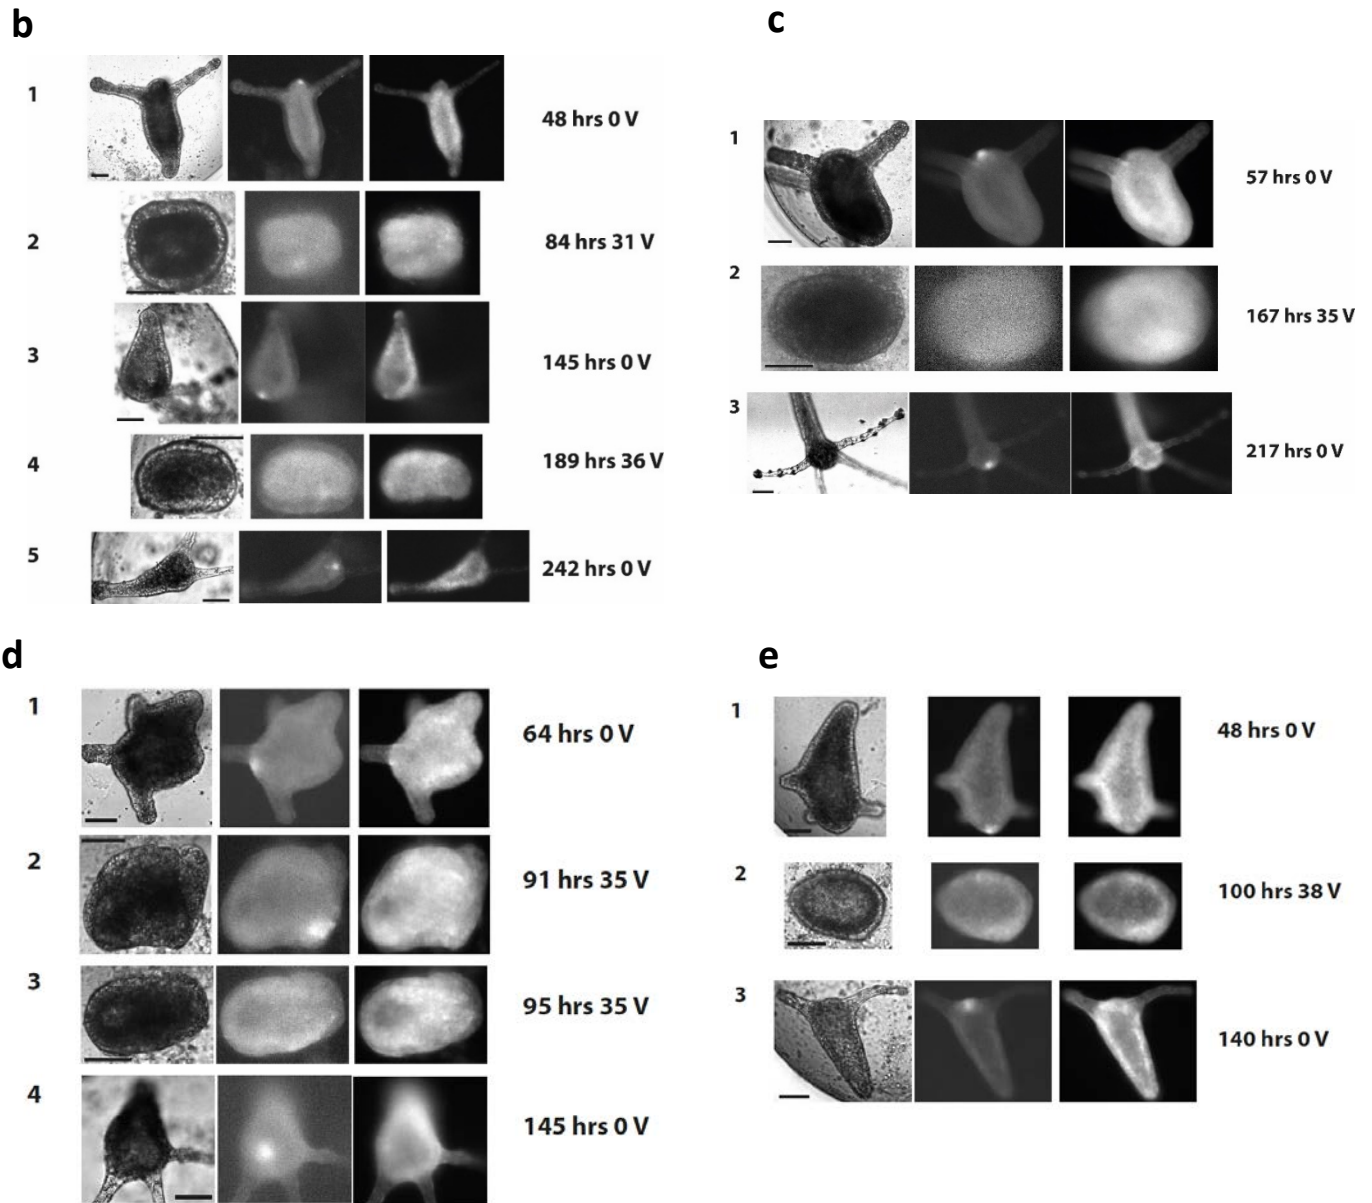 b
1
48 hrs 0 V
2
84 hrs 31 V
3
145 hrs 0 V
4
189 hrs 36 V
5
242 hrs 0 V
c
1
57 hrs 0 V
2
167 hrs 35 V
3
217 hrs 0 V
d
1
64 hrs 0 V
2
91 hrs 35 V
3
95 hrs 35 V
4
145 hrs 0 V
e
1
48 hrs 0 V
2
100 hrs 38 V
3
140 hrs 0 V